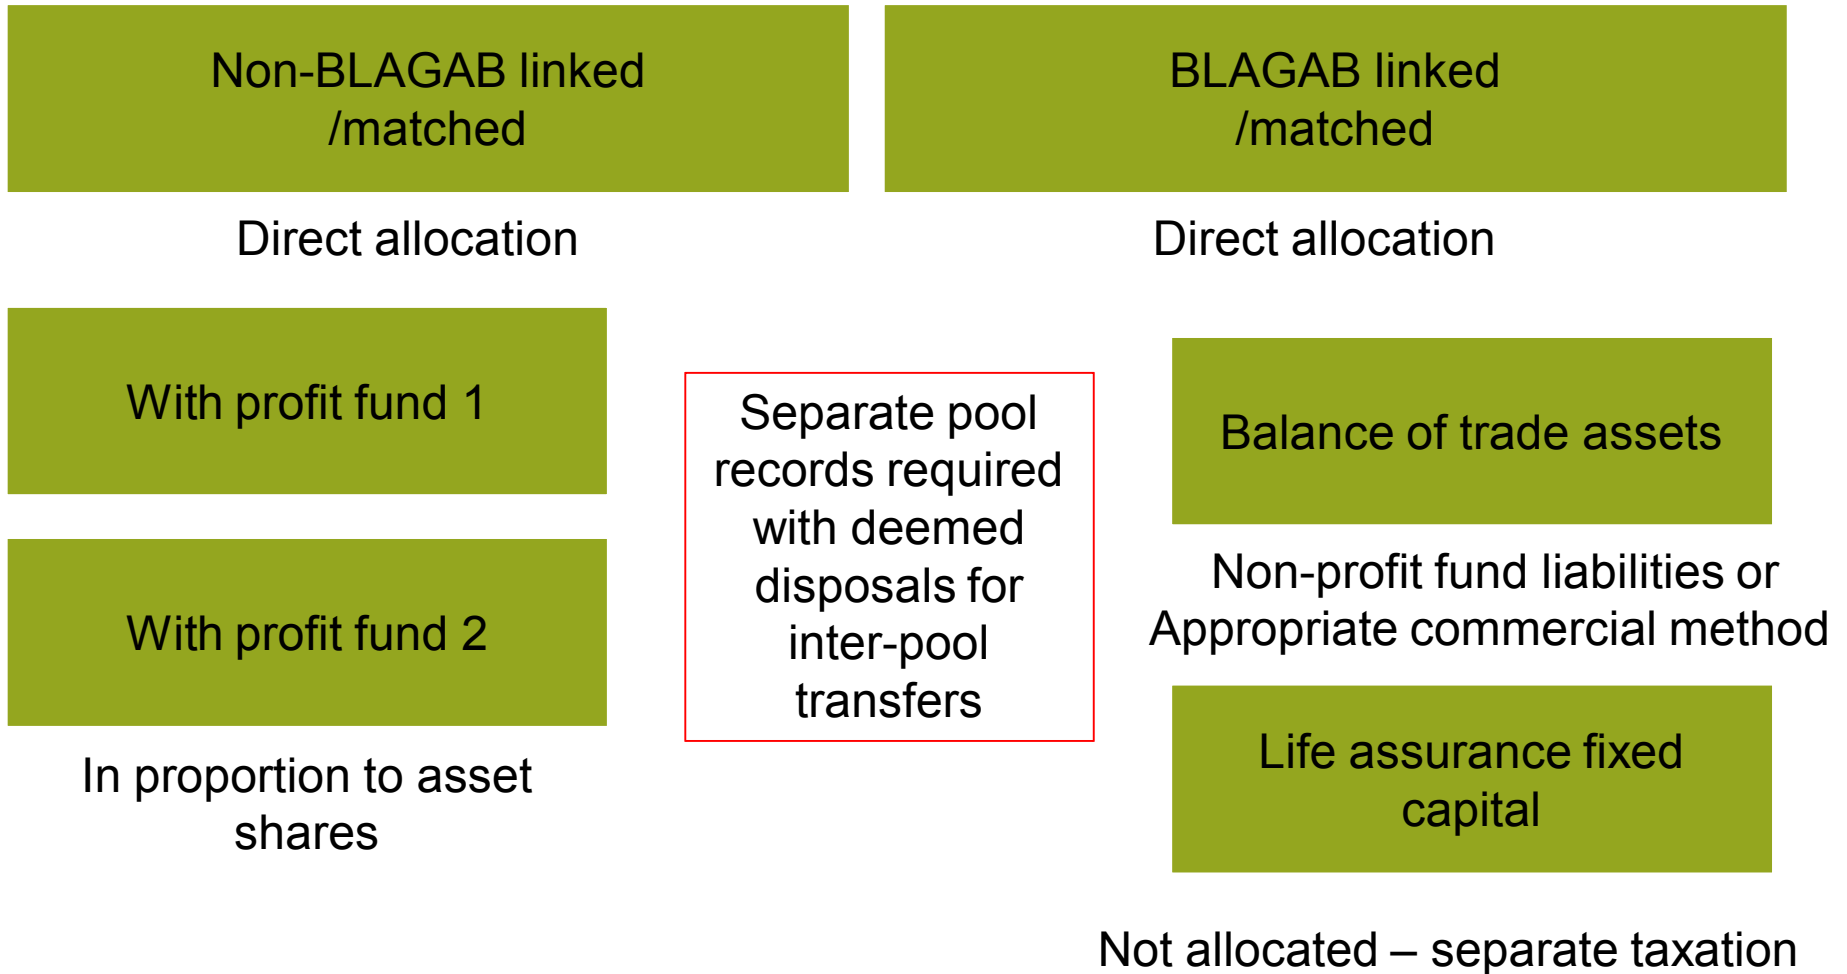 Non-BLAGAB linked
/matched
BLAGAB linked
/matched
Direct allocation
Direct allocation
With profit fund 1
With profit fund 2
In proportion to asset
shares
Separate pool
records required
with deemed
disposals for
inter-pool
transfers
Balance of trade assets
Non-profit fund liabilities or
Appropriate commercial method
Life assurance fixed
capital
Not allocated – separate taxation